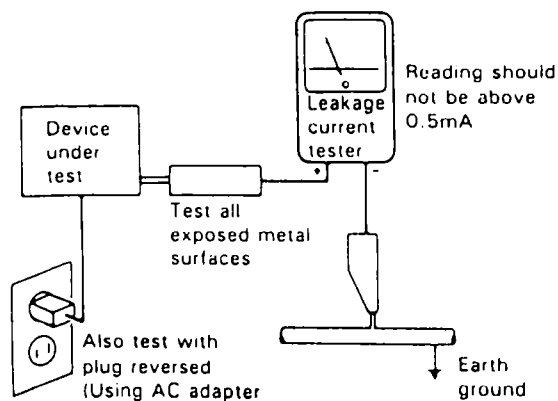 Device
under
test
Leakage
current
tester
+
-
Reading should
not be above
0.5mA
Test all
exposed metal
surfaces
Also test with
plug reversed
(Using AC adapter
Earth
ground